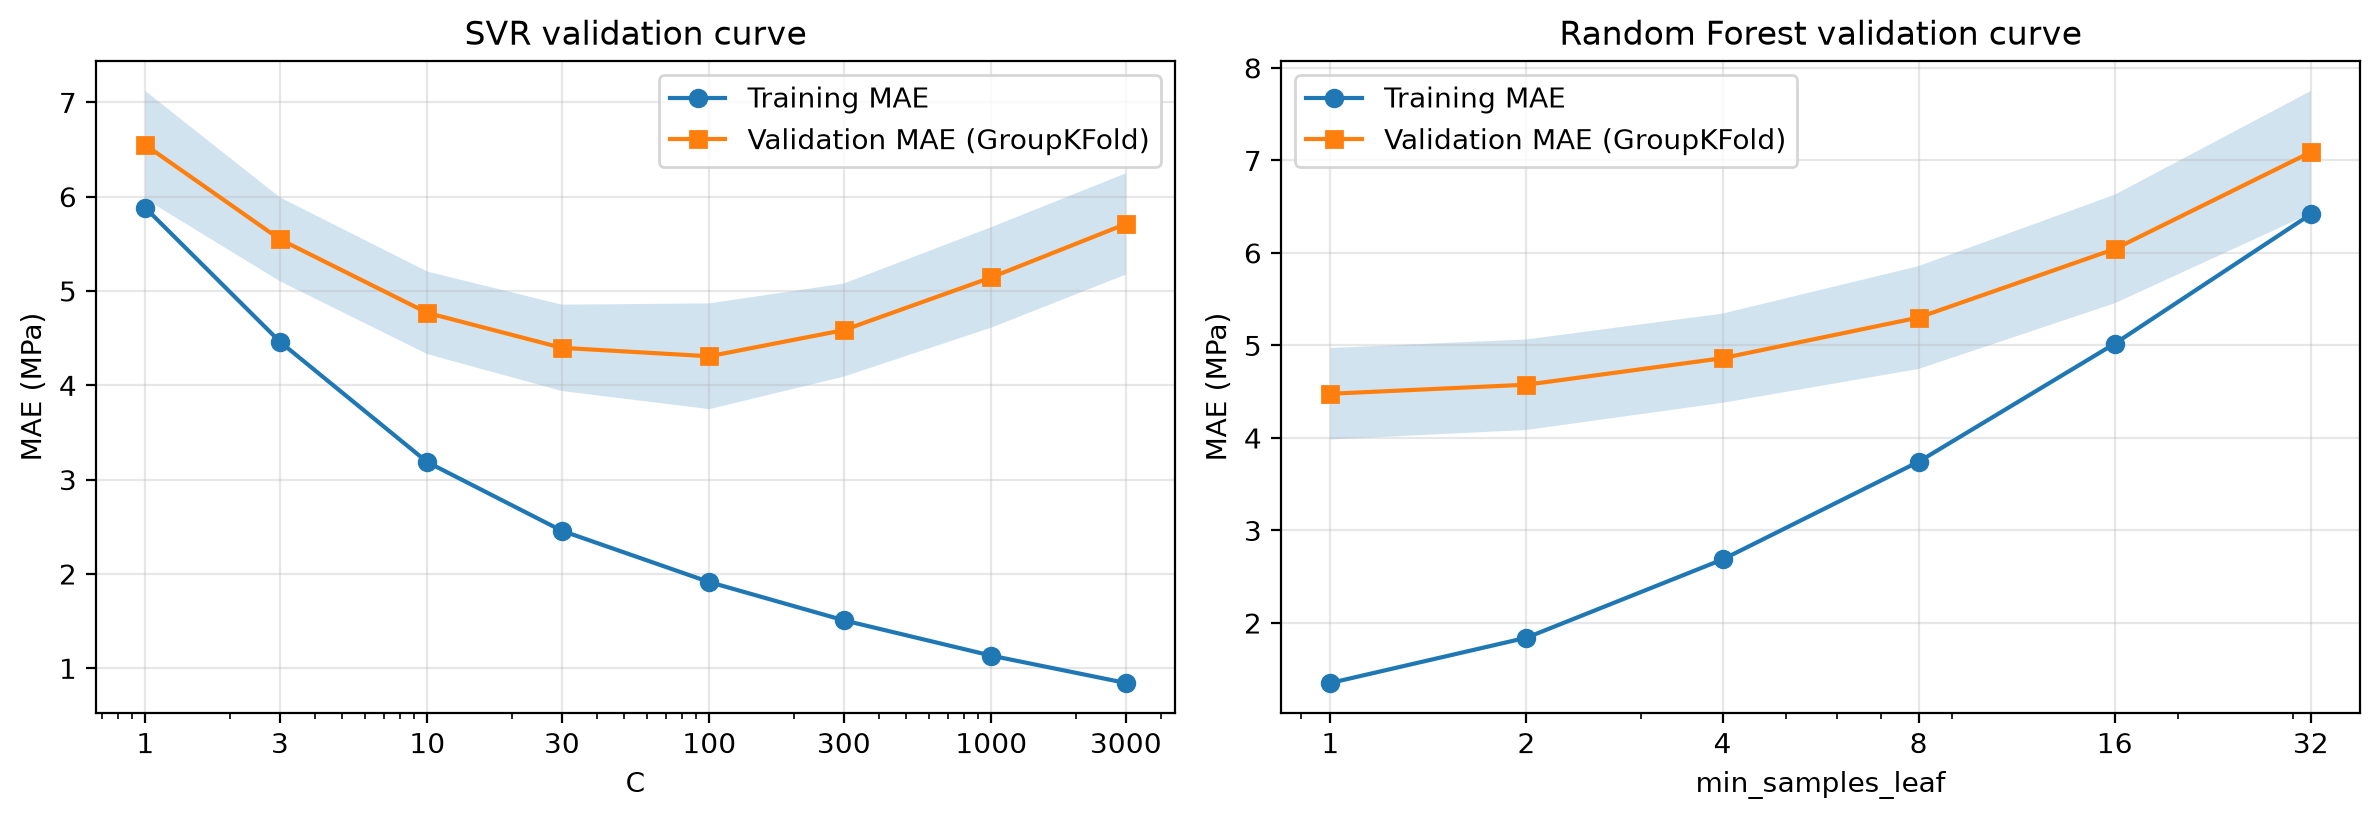 SVR validation curve
Training MAE
Validation MAE (GroupKFold)
7
6
5
4
3
2
1
MAE (MPa)
1 3 10 30 100 300 1000 3000
C
Random Forest validation curve
Training MAE
Validation MAE (GroupKFold)
8
7
6
5
4
3
2
MAE (MPa)
1 2 4 8 16 32
min_samples_leaf